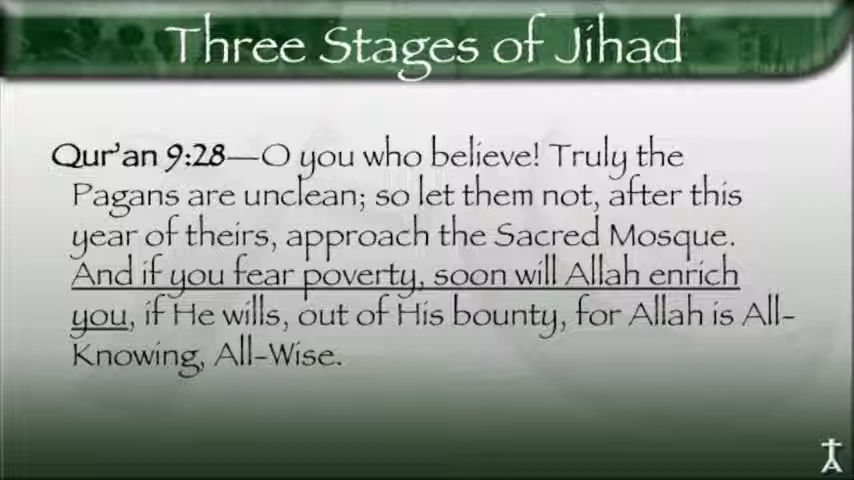 Three Stages of Jihad
Qur'an 9:28—O you who believe! Truly the
Pagans are unclean; so let them not, after this
year of theirs, approach the Sacred Mosque.
And if you fear poverty, soon will Allah enrich
you, if He wills, out of His bounty, for Allah is All-
Knowing, All-Wise.